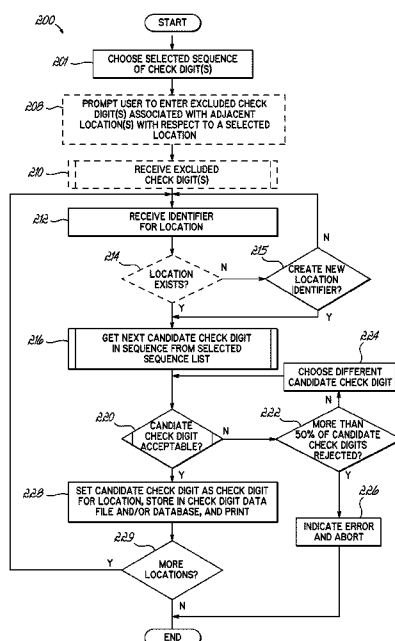 200
START
201
CHOOSE SELECTED SEQUENCE
OF CHECK DIGIT(S)
208
PROMPT USER TO ENTER EXCLUDED CHECK
DIGIT(S) ASSOCIATED WITH ADJACENT
LOCATION(S) WITH RESPECT TO A SELECTED
LOCATION
210
RECEIVE EXCLUDED
CHECK DIGIT(S)
212
RECEIVE IDENTIFIER
FOR LOCATION
214
LOCATION
EXISTS?
N
Y
215
CREATE NEW
LOCATION
IDENTIFIER?
N
Y
216
GET NEXT CANDIDATE CHECK DIGIT
IN SEQUENCE FROM SELECTED
SEQUENCE LIST
224
CHOOSE DIFFERENT
CANDIDATE CHECK DIGIT
220
CANDIATE
CHECK DIGIT
ACCEPTABLE?
N
Y
222
N
MORE THAN
50% OF CANDIDATE
CHECK DIGITS
REJECTED?
Y
228
SET CANDIDATE CHECK DIGIT AS CHECK DIGIT
FOR LOCATION, STORE IN CHECK DIGIT DATA
FILE AND/OR DATABASE, AND PRINT
226
INDICATE ERROR
AND ABORT
229
Y
MORE
LOCATIONS?
N
END